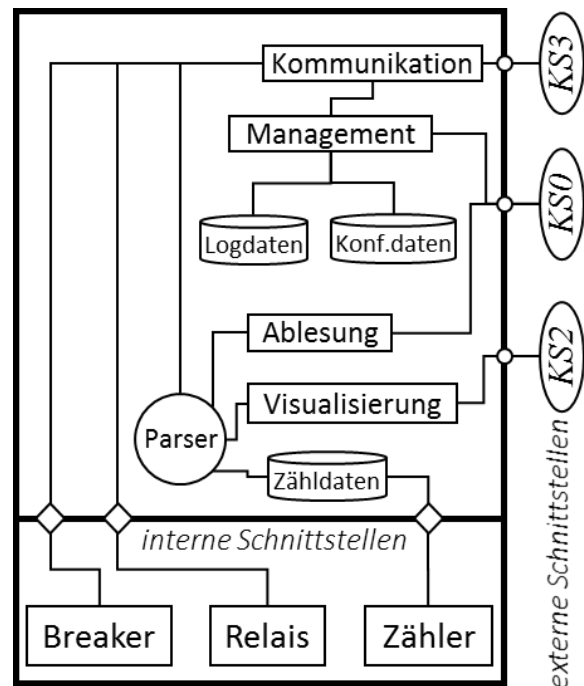 Kommunikation
KS3
Management
KS0
Logdaten
Konf.daten
Ablesung
KS2
Visualisierung
Parser
Zähldaten
interne Schnittstellen
externe Schnittstellen
Breaker
Relais
Zähler